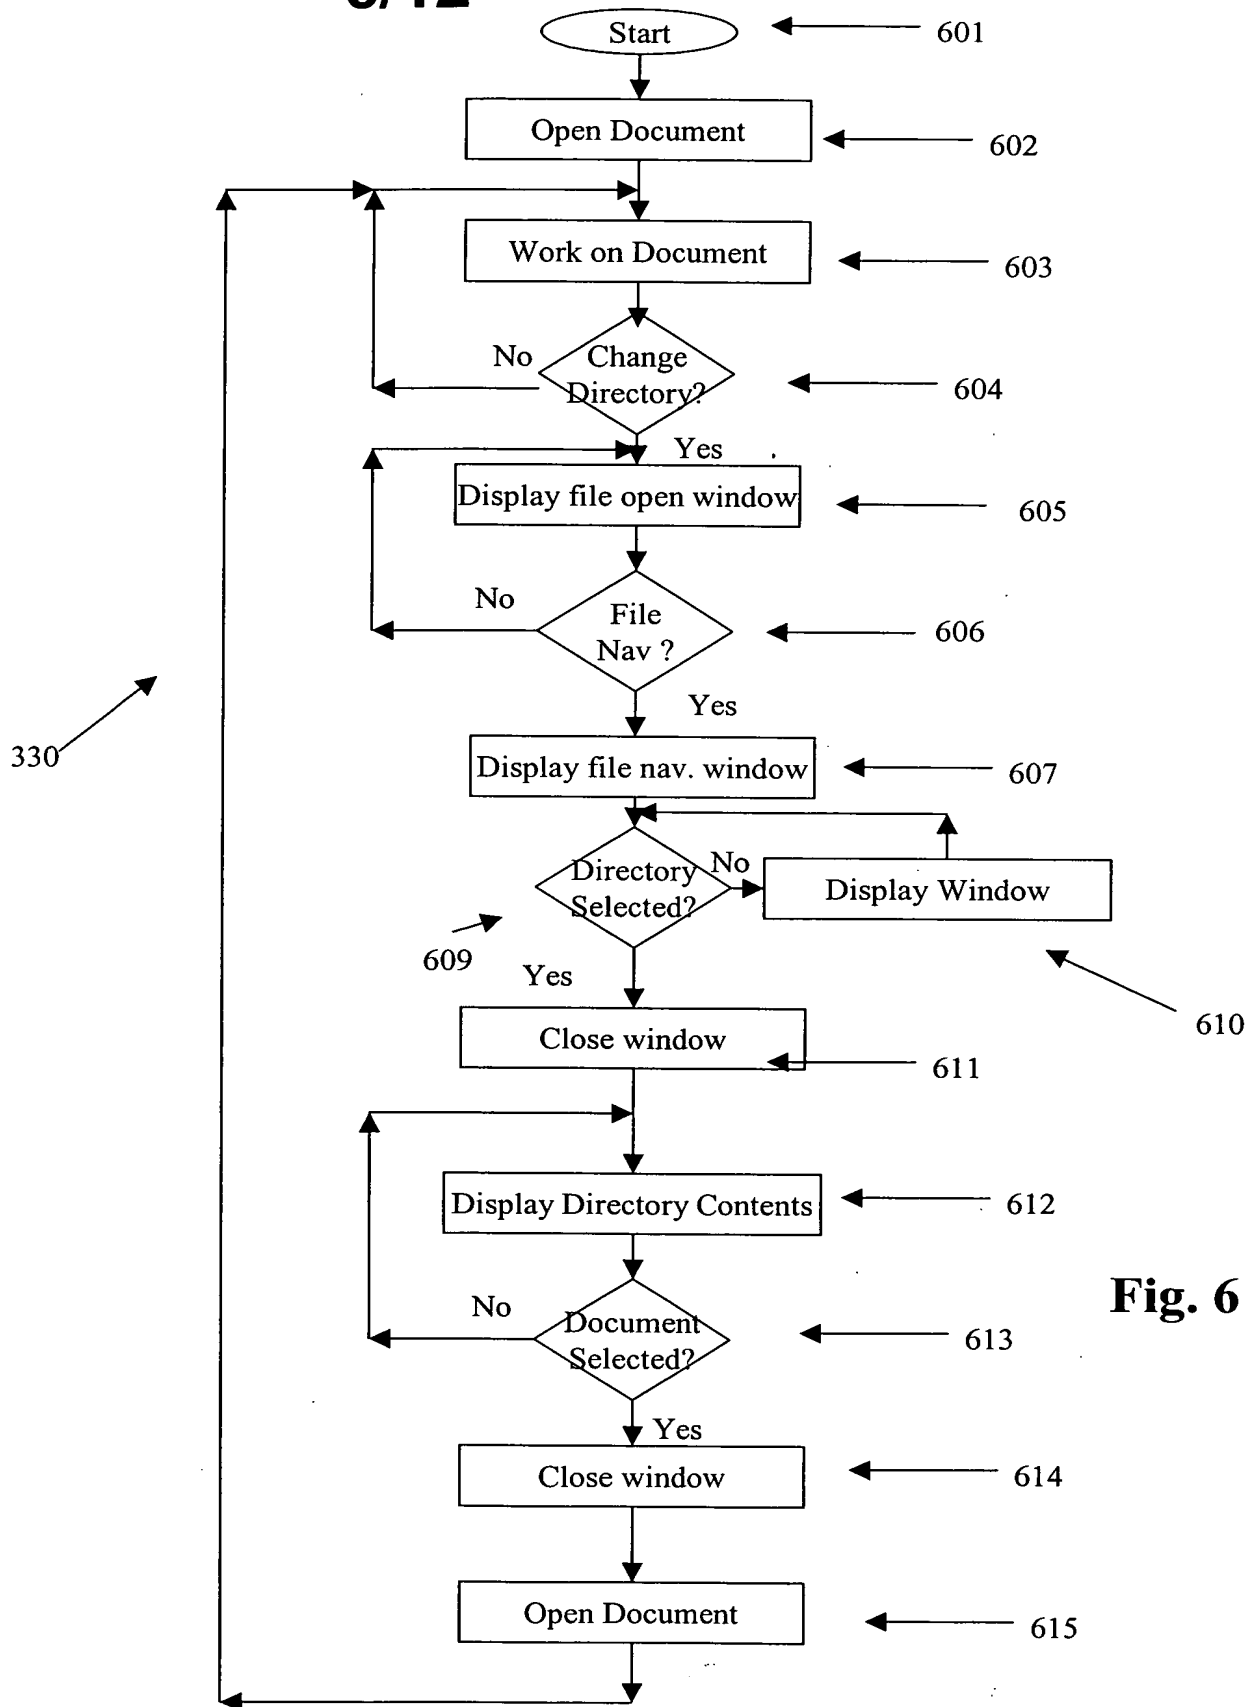 Start
601
Open Document
602
Work on Document
603
No
Change
Directory?
604
Yes
Display file open window
605
No
File
Nav ?
606
Yes
330
Display file nav. window
607
Directory
Selected?
No
Display Window
609
610
Yes
Close window
611
Display Directory Contents
612
Fig. 6
No
Document
Selected?
613
Yes
Close window
614
Open Document
615